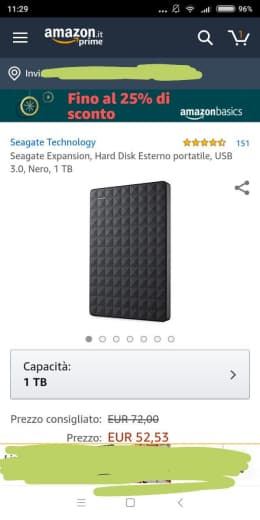 11:29
96%
amazon.it
prime
1
Invi
Fino al 25% di
sconto
amazonbasics
Seagate Technology
151
Seagate Expansion, Hard Disk Esterno portatile, USB
3.0, Nero, 1 TB
Capacità:
1 TB
Prezzo consigliato: EUR 72,00
Prezzo: EUR 52,53